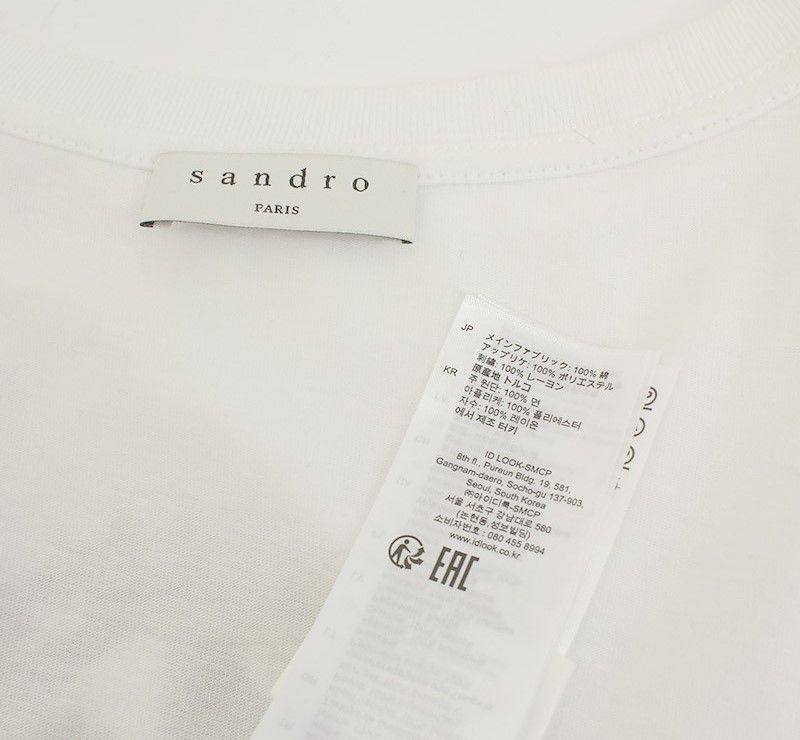 sandro
PARIS
JP
メインファブリック: 100% 綿
アップリケ: 100% ポリエステル
刺繍: 100% レーヨン
原産地 トルコ
KR
주 원단: 100% 면
아플리케: 100% 폴리에스터
자수: 100% 레이온
에서 제조 터키
ID LOOK-SMCP
8th fl., Pureun Bldg. 19, 581,
Gangnam-daero, Socho-gu 137-903,
Seoul, South Korea
㈜아이디룩-SMCP
서울 서초구 강남대로 580
(논현동,성보빌딩)
소비자번호 : 080 455 8994
www.idlook.co.kr
EAC